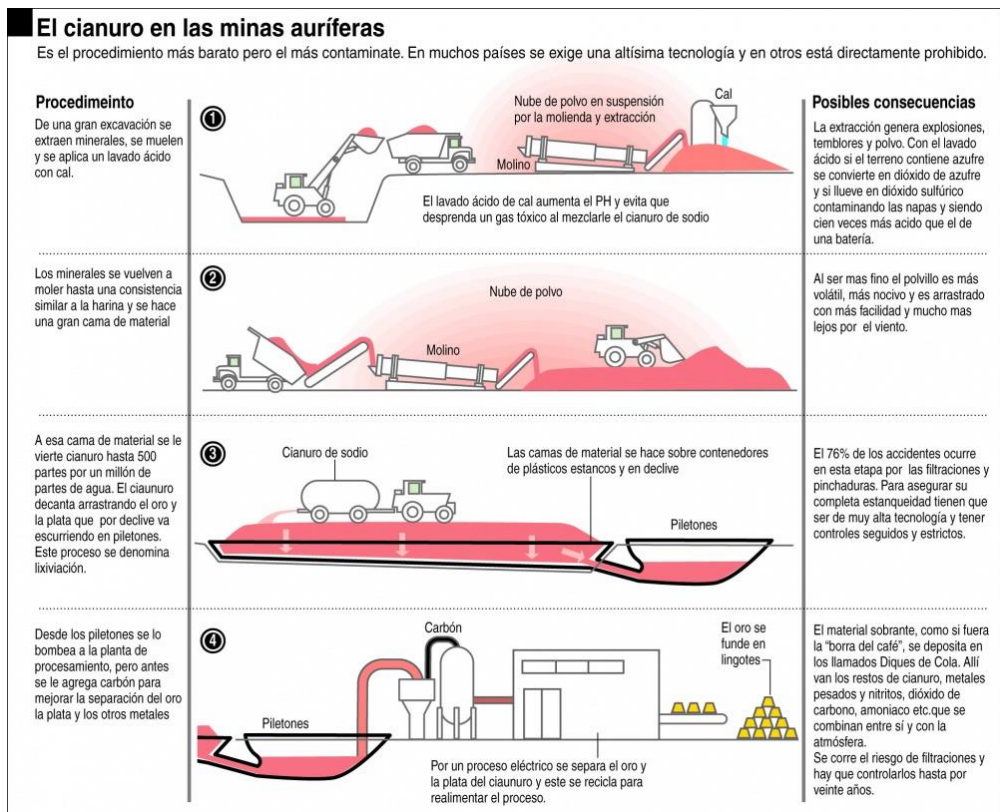 El cianuro en las minas auríferas
Es el procedimiento más barato pero el más contaminate. En muchos países se exige una altísima tecnología y en otros está directamente prohibido.
Procedimeinto
De una gran excavación se
extraen minerales, se muelen
y se aplica un lavado ácido
con cal.
1
Nube de polvo en suspensión
por la molienda y extracción
Cal
Molino
El lavado ácido de cal aumenta el PH y evita que
desprenda un gas tóxico al mezclarle el cianuro de sodio
Posibles consecuencias
La extracción genera explosiones,
temblores y polvo. Con el lavado
ácido si el terreno contiene azufre
se convierte en dióxido de azufre
y si llueve en dióxido sulfúrico
contaminando las napas y siendo
cien veces más acido que el de
una batería.
Los minerales se vuelven a
moler hasta una consistencia
similar a la harina y se hace
una gran cama de material
2
Nube de polvo
Molino
Al ser mas fino el polvillo es más
volátil, más nocivo y es arrastrado
con más facilidad y mucho mas
lejos por el viento.
A esa cama de material se le
vierte cianuro hasta 500
partes por un millón de
partes de agua. El ciaunuro
decanta arrastrando el oro y
la plata que por declive va
escurriendo en piletones.
Este proceso se denomina
lixiviación.
3
Cianuro de sodio
Las camas de material se hace sobre contenedores
de plásticos estancos y en declive
Piletones
El 76% de los accidentes ocurre
en esta etapa por las filtraciones y
pinchaduras. Para asegurar su
completa estanqueidad tienen que
ser de muy alta tecnología y tener
controles seguidos y estrictos.
Desde los piletones se lo
bombea a la planta de
procesamiento, pero antes
se le agrega carbón para
mejorar la separación del oro
la plata y los otros metales
4
Carbón
El oro se
funde en
lingotes
Piletones
Por un proceso eléctrico se separa el oro y
la plata del ciaunuro y este se recicla para
realimentar el proceso.
El material sobrante, como si fuera
la "borra del café", se deposita en
los llamados Diques de Cola. Allí
van los restos de cianuro, metales
pesados y nitritos, dióxido de
carbono, amoniaco etc.que se
combinan entre sí y con la
atmósfera.
Se corre el riesgo de filtraciones y
hay que controlarlos hasta por
veinte años.